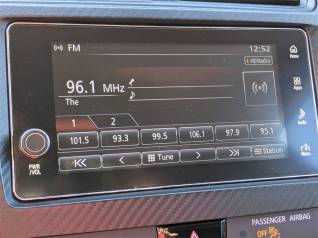 FM 12:52
HD Radio
96.1 MHz
The
1 2
101.5 93.3 99.5 106.1 97.9 95.1
Tune Station
PWR
/VOL
Home
Apps
Audio
Menu
PASSENGER AIRBAG
OFF